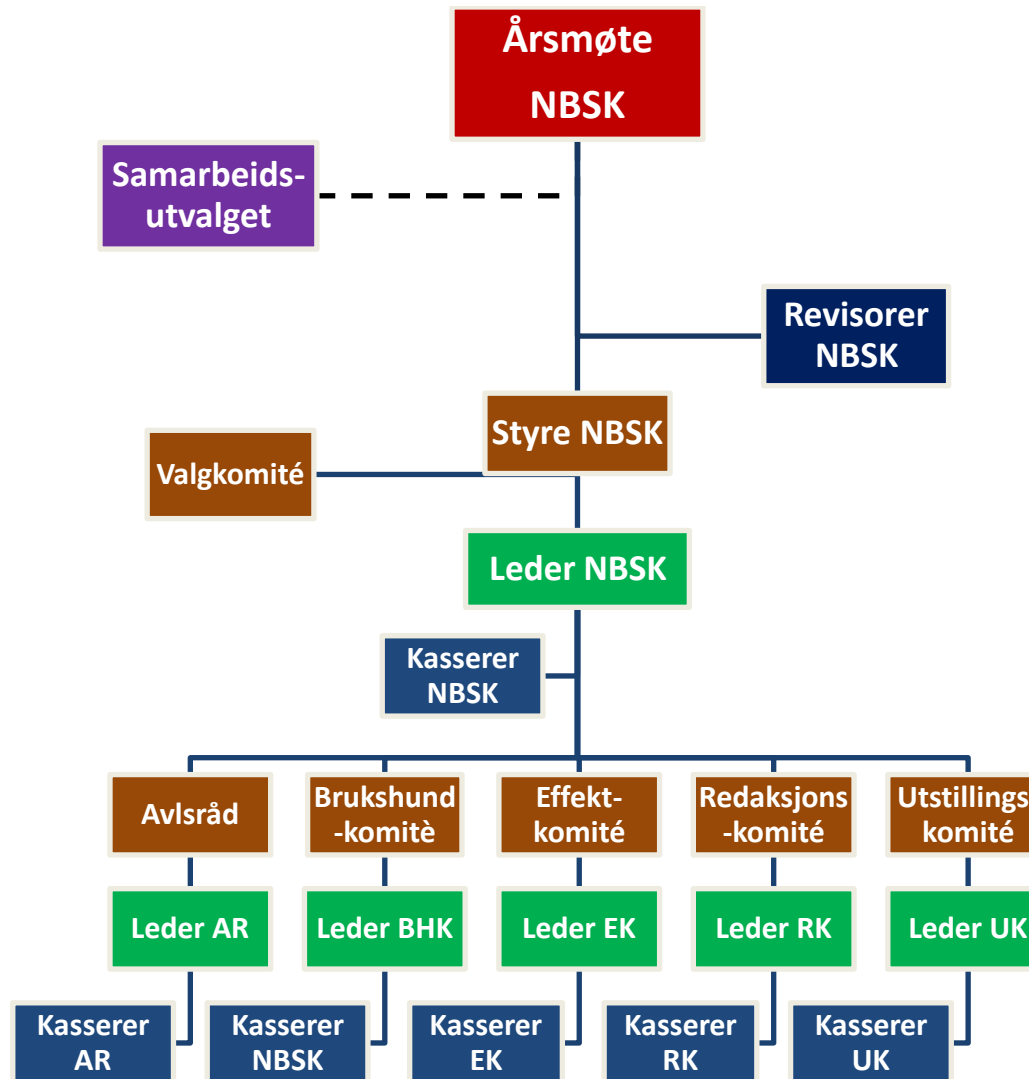 Årsmøte
NBSK
Samarbeids-
utvalget
Revisorer
NBSK
Styre NBSK
Valgkomité
Leder NBSK
Kasserer
NBSK
Avlsråd
Brukshund
-komitè
Effekt-
komité
Redaksjons
-komité
Utstillings
komité
Leder AR
Leder BHK
Leder EK
Leder RK
Leder UK
Kasserer
AR
Kasserer
NBSK
Kasserer
EK
Kasserer
RK
Kasserer
UK